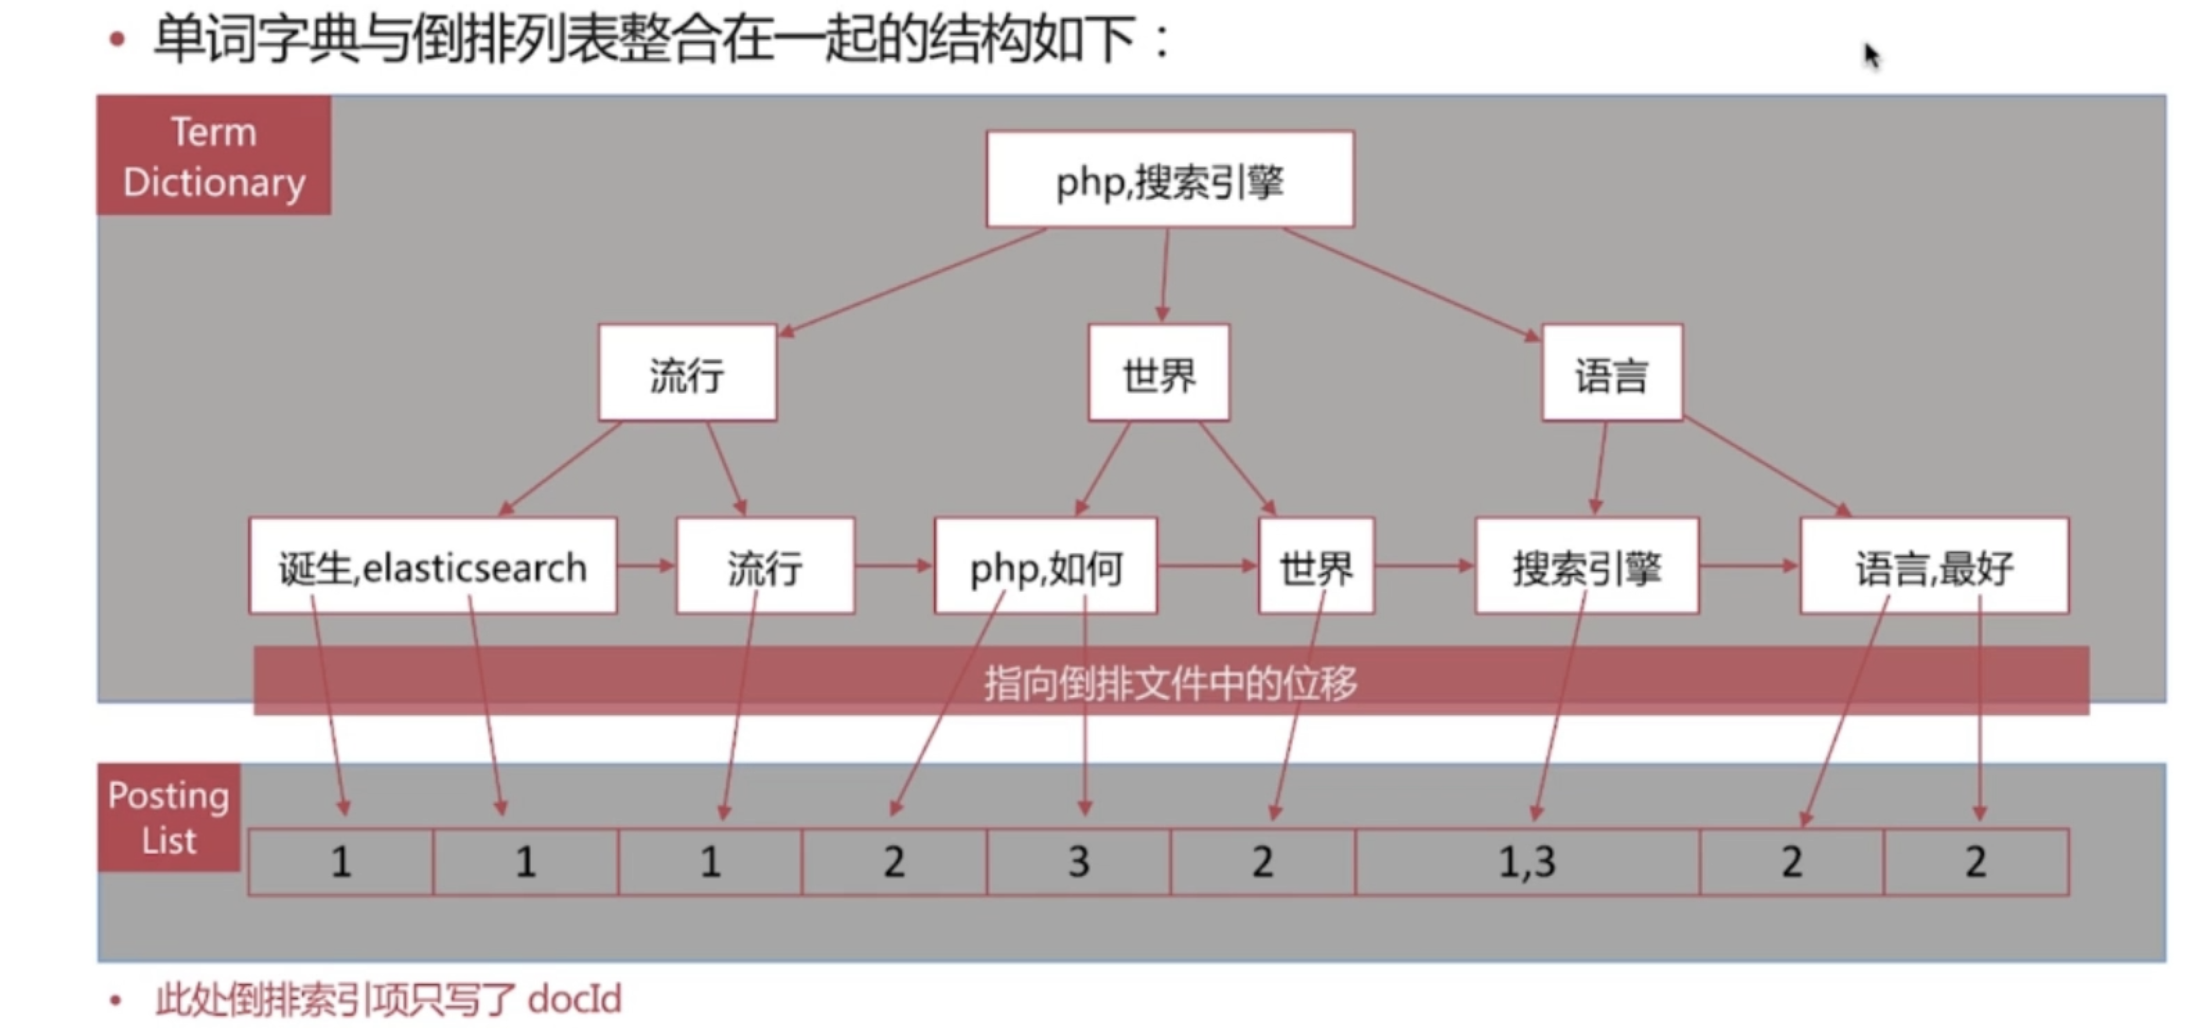 • 单词字典与倒排列表整合在一起的结构如下：
Term
Dictionary
php,搜索引擎
流行
世界
语言
诞生,elasticsearch
流行
php,如何
世界
搜索引擎
语言,最好
指向倒排文件中的位移
Posting
List
1
1
1
2
3
2
1,3
2
2
• 此处倒排索引项只写了 docId